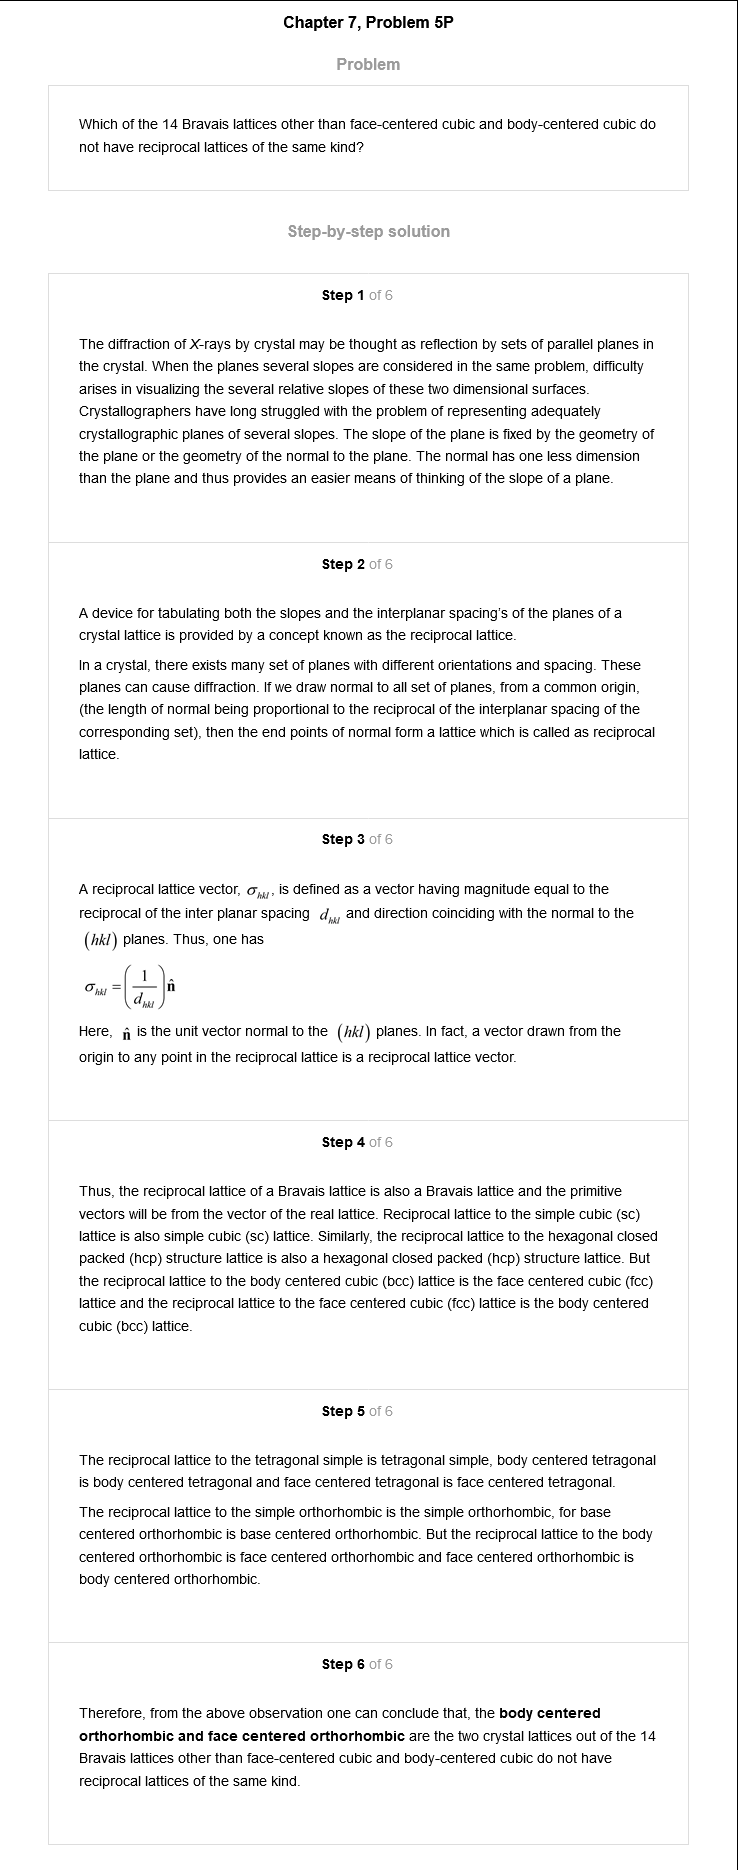 Chapter 7, Problem 5P
Problem
Which of the 14 Bravais lattices other than face-centered cubic and body-centered cubic do
not have reciprocal lattices of the same kind?
Step-by-step solution
Step 1 of 6
The diffraction of X-rays by crystal may be thought as reflection by sets of parallel planes in
the crystal. When the planes several slopes are considered in the same problem, difficulty
arises in visualizing the several relative slopes of these two dimensional surfaces.
Crystallographers have long struggled with the problem of representing adequately
crystallographic planes of several slopes. The slope of the plane is fixed by the geometry of
the plane or the geometry of the normal to the plane. The normal has one less dimension
than the plane and thus provides an easier means of thinking of the slope of a plane.
Step 2 of 6
A device for tabulating both the slopes and the interplanar spacing's of the planes of a
crystal lattice is provided by a concept known as the reciprocal lattice.
In a crystal, there exists many set of planes with different orientations and spacing. These
planes can cause diffraction. If we draw normal to all set of planes, from a common origin,
(the length of normal being proportional to the reciprocal of the interplanar spacing of the
corresponding set), then the end points of normal form a lattice which is called as reciprocal
lattice.
Step 3 of 6
A reciprocal lattice vector, σ_hkl, is defined as a vector having magnitude equal to the
reciprocal of the inter planar spacing d_hkl and direction coinciding with the normal to the
(hkl) planes. Thus, one has
σ_hkl = (1/d_hkl) n̂
Here, n̂ is the unit vector normal to the (hkl) planes. In fact, a vector drawn from the
origin to any point in the reciprocal lattice is a reciprocal lattice vector.
Step 4 of 6
Thus, the reciprocal lattice of a Bravais lattice is also a Bravais lattice and the primitive
vectors will be from the vector of the real lattice. Reciprocal lattice to the simple cubic (sc)
lattice is also simple cubic (sc) lattice. Similarly, the reciprocal lattice to the hexagonal closed
packed (hcp) structure lattice is also a hexagonal closed packed (hcp) structure lattice. But
the reciprocal lattice to the body centered cubic (bcc) lattice is the face centered cubic (fcc)
lattice and the reciprocal lattice to the face centered cubic (fcc) lattice is the body centered
cubic (bcc) lattice.
Step 5 of 6
The reciprocal lattice to the tetragonal simple is tetragonal simple, body centered tetragonal
is body centered tetragonal and face centered tetragonal is face centered tetragonal.
The reciprocal lattice to the simple orthorhombic is the simple orthorhombic, for base
centered orthorhombic is base centered orthorhombic. But the reciprocal lattice to the body
centered orthorhombic is face centered orthorhombic and face centered orthorhombic is
body centered orthorhombic.
Step 6 of 6
Therefore, from the above observation one can conclude that, the body centered
orthorhombic and face centered orthorhombic are the two crystal lattices out of the 14
Bravais lattices other than face-centered cubic and body-centered cubic do not have
reciprocal lattices of the same kind.